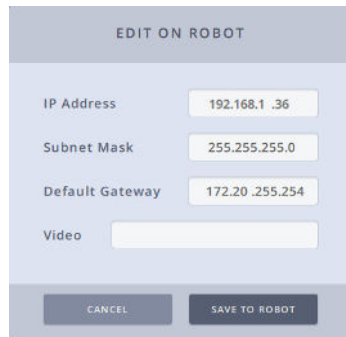 EDIT ON ROBOT
IP Address 192.168.1 .36
Subnet Mask 255.255.255.0
Default Gateway 172.20 .255.254
Video
CANCEL SAVE TO ROBOT